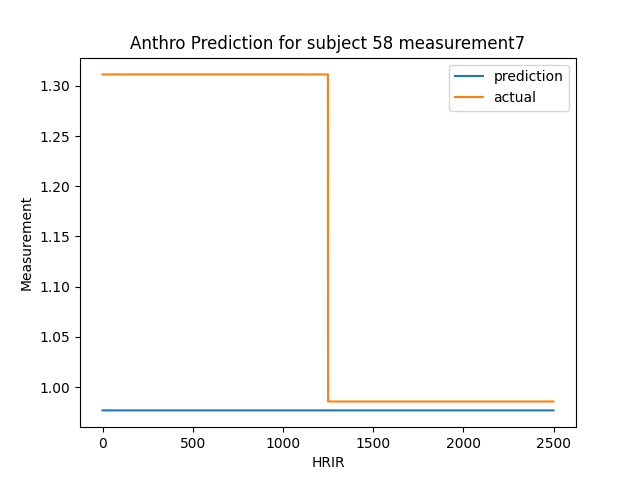 Anthro Prediction for subject 58 measurement7
prediction
actual
1.30
1.25
1.20
1.15
1.10
1.05
1.00
Measurement
0
500
1000
1500
2000
2500
HRIR